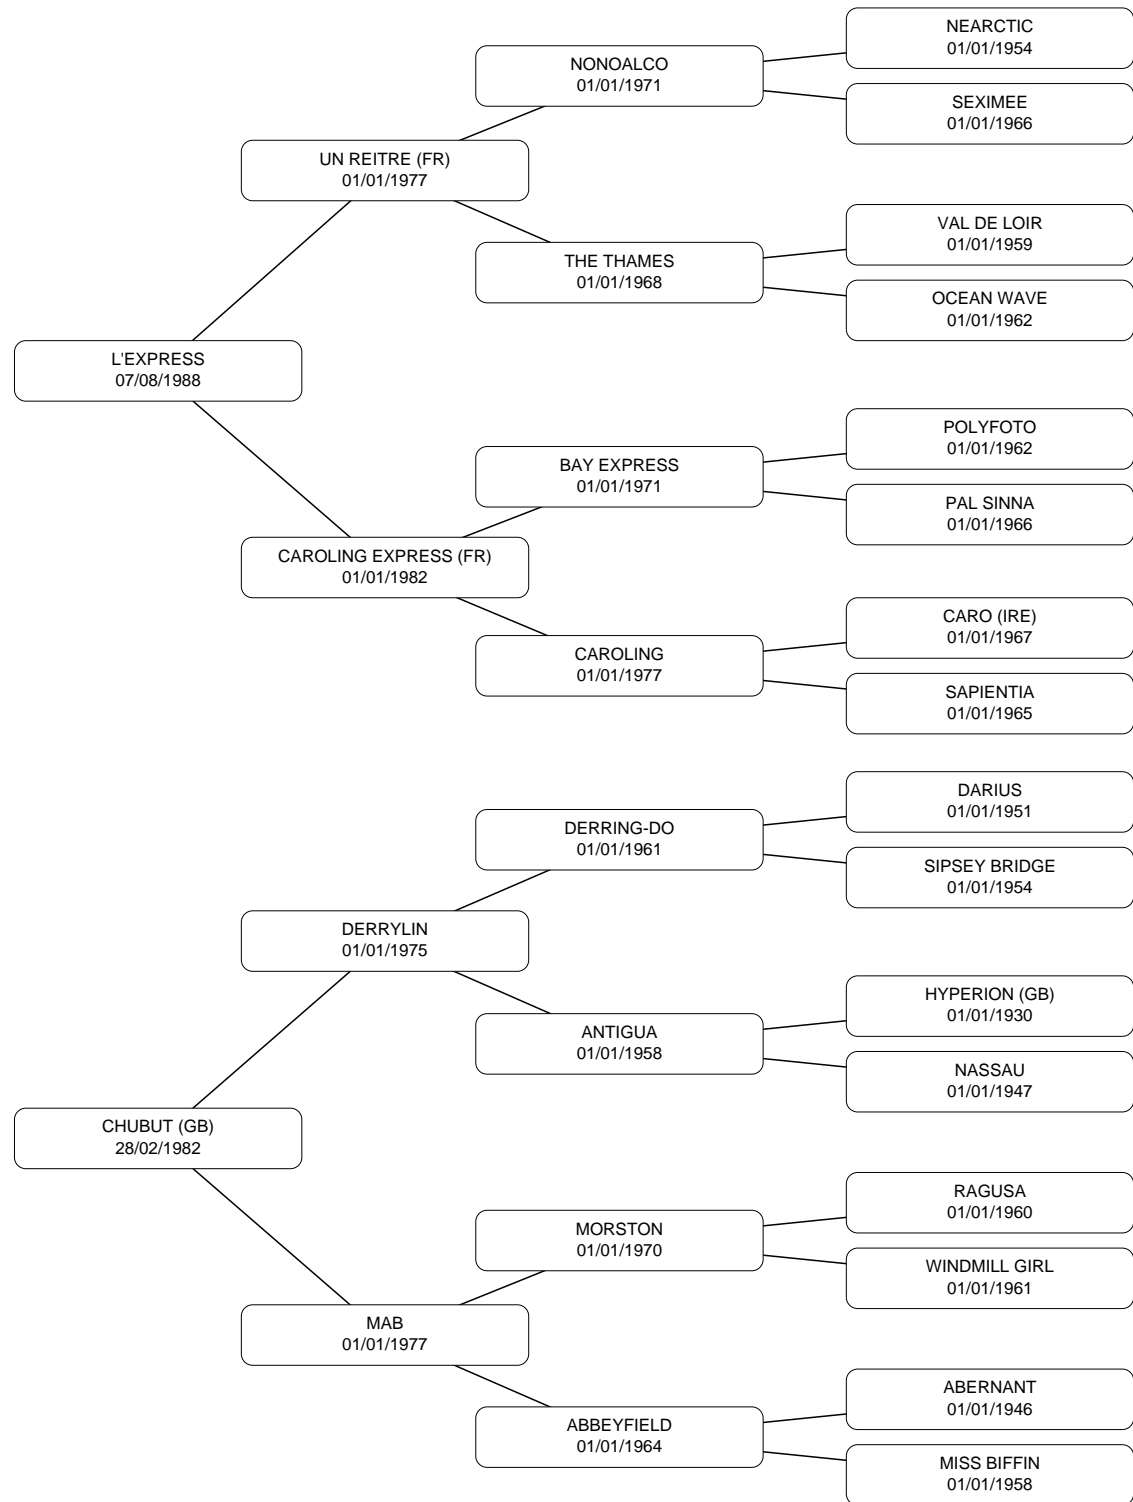 NEARCTIC
01/01/1954
NONOALCO
01/01/1971
SEXIMEE
01/01/1966
UN REITRE (FR)
01/01/1977
VAL DE LOIR
01/01/1959
THE THAMES
01/01/1968
OCEAN WAVE
01/01/1962
L'EXPRESS
07/08/1988
POLYFOTO
01/01/1962
BAY EXPRESS
01/01/1971
PAL SINNA
01/01/1966
CAROLING EXPRESS (FR)
01/01/1982
CARO (IRE)
01/01/1967
CAROLING
01/01/1977
SAPIENTIA
01/01/1965
DARIUS
01/01/1951
DERRING-DO
01/01/1961
SIPSEY BRIDGE
01/01/1954
DERRYLIN
01/01/1975
HYPERION (GB)
01/01/1930
ANTIGUA
01/01/1958
NASSAU
01/01/1947
CHUBUT (GB)
28/02/1982
RAGUSA
01/01/1960
MORSTON
01/01/1970
WINDMILL GIRL
01/01/1961
MAB
01/01/1977
ABERNANT
01/01/1946
ABBEYFIELD
01/01/1964
MISS BIFFIN
01/01/1958